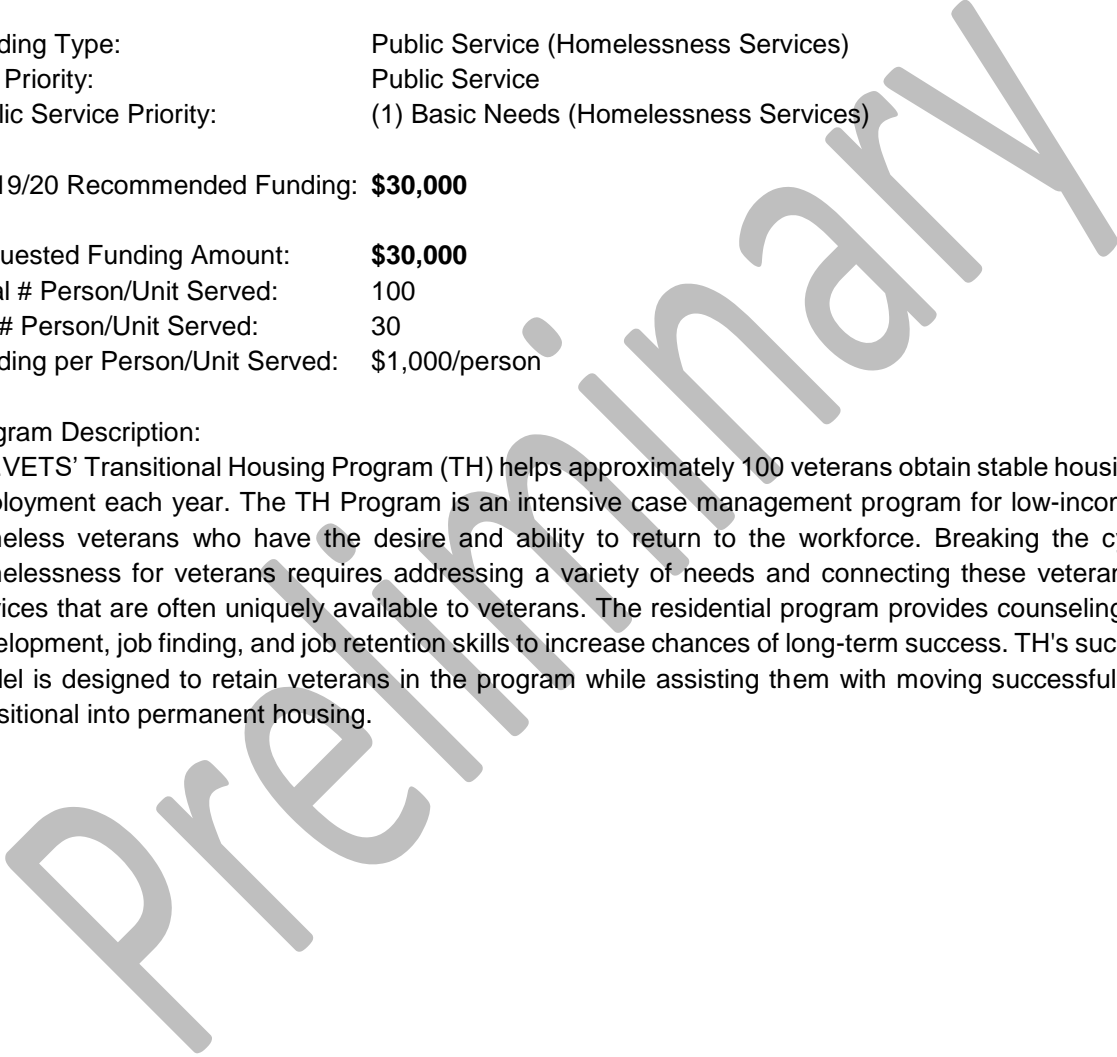 ding Type: Public Service (Homelessness Services)
Priority: Public Service
lic Service Priority: (1) Basic Needs (Homelessness Services)
19/20 Recommended Funding: $30,000
uested Funding Amount: $30,000
al # Person/Unit Served: 100
# Person/Unit Served: 30
ding per Person/Unit Served: $1,000/person
gram Description:
VETS’ Transitional Housing Program (TH) helps approximately 100 veterans obtain stable housi
ployment each year. The TH Program is an intensive case management program for low-incor
neless veterans who have the desire and ability to return to the workforce. Breaking the cy
nelessness for veterans requires addressing a variety of needs and connecting these veterar
vices that are often uniquely available to veterans. The residential program provides counseling
velopment, job finding, and job retention skills to increase chances of long-term success. TH's suc
del is designed to retain veterans in the program while assisting them with moving successful
sitional into permanent housing.
Preliminary